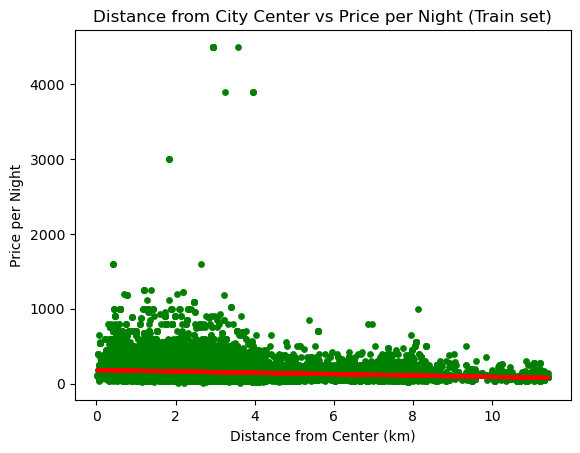 Distance from City Center vs Price per Night (Train set)
4000
3000
2000
1000
0
Price per Night
0 2 4 6 8 10
Distance from Center (km)